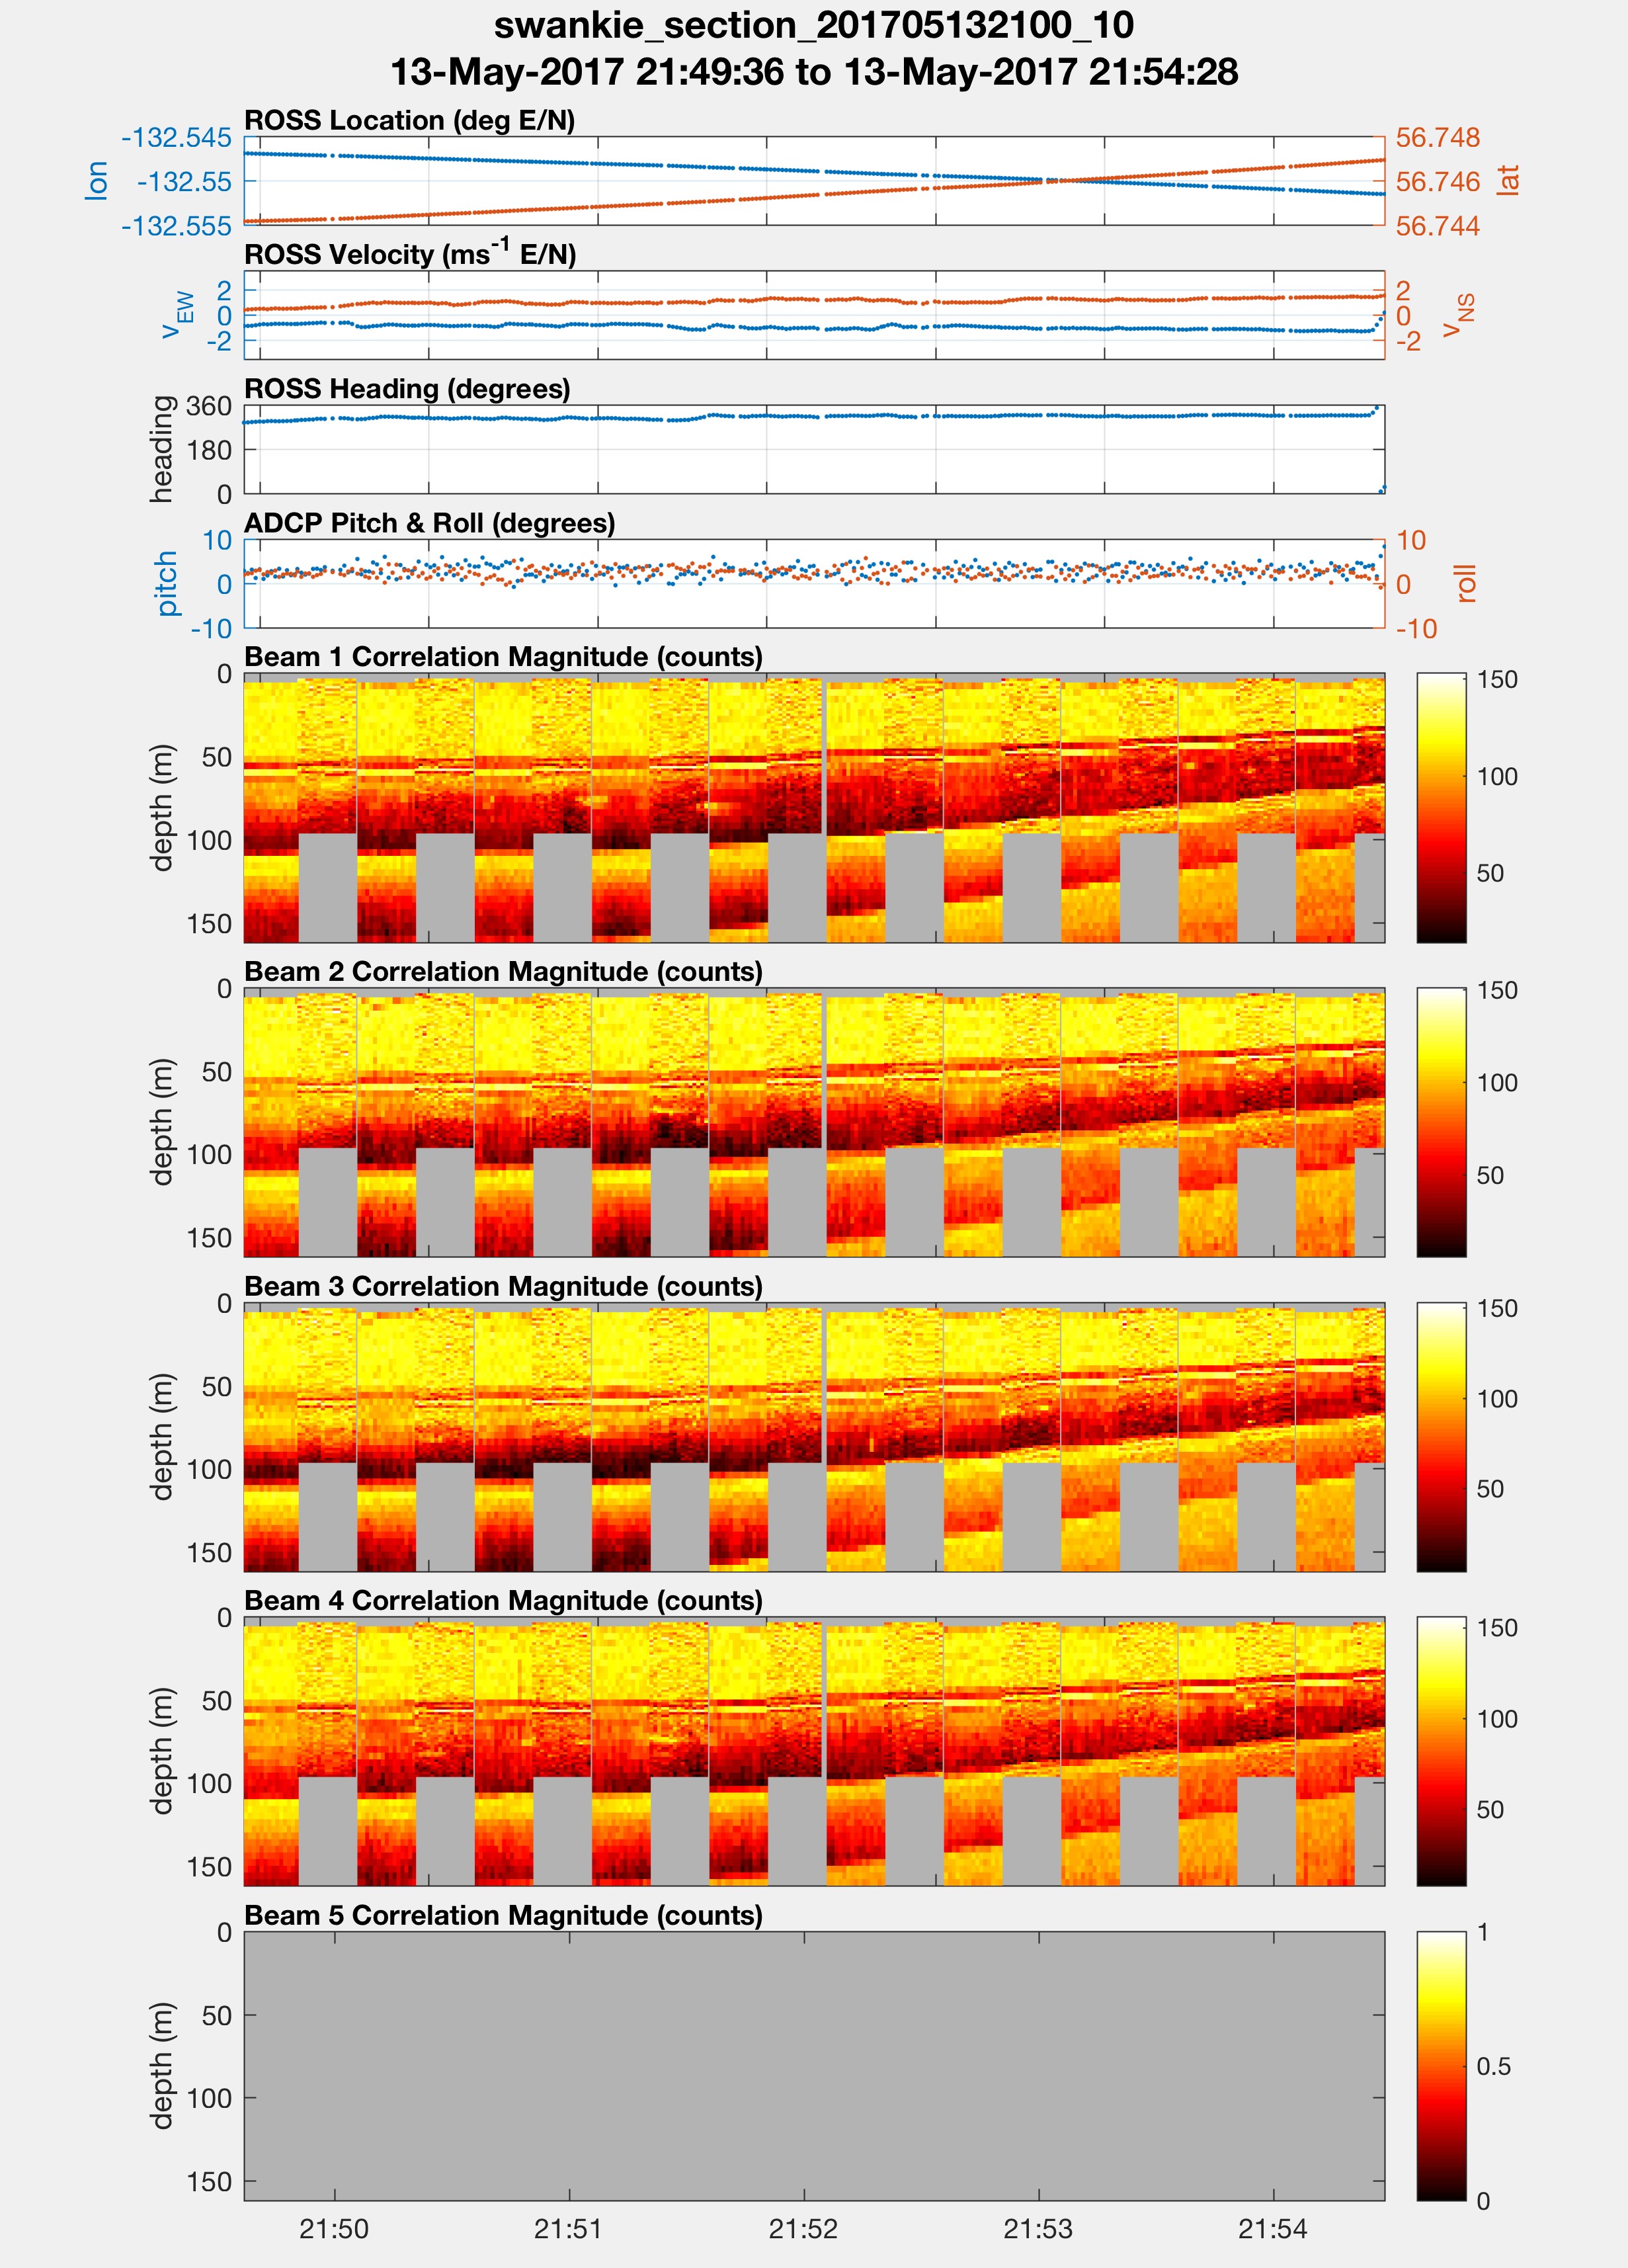 swankie_section_201705132100_10
13-May-2017 21:49:36 to 13-May-2017 21:54:28
ROSS Location (deg E/N)
-132.545
-132.55
-132.555
lon
56.748
56.746
56.744
lat
ROSS Velocity (ms-1 E/N)
2
0
-2
vEW
2
0
-2
vNS
ROSS Heading (degrees)
360
180
0
heading
ADCP Pitch & Roll (degrees)
10
0
-10
pitch
10
0
-10
roll
Beam 1 Correlation Magnitude (counts)
0
50
100
150
depth (m)
150
100
50
Beam 2 Correlation Magnitude (counts)
0
50
100
150
depth (m)
150
100
50
Beam 3 Correlation Magnitude (counts)
0
50
100
150
depth (m)
150
100
50
Beam 4 Correlation Magnitude (counts)
0
50
100
150
depth (m)
150
100
50
Beam 5 Correlation Magnitude (counts)
0
50
100
150
depth (m)
1
0.5
0
21:50 21:51 21:52 21:53 21:54